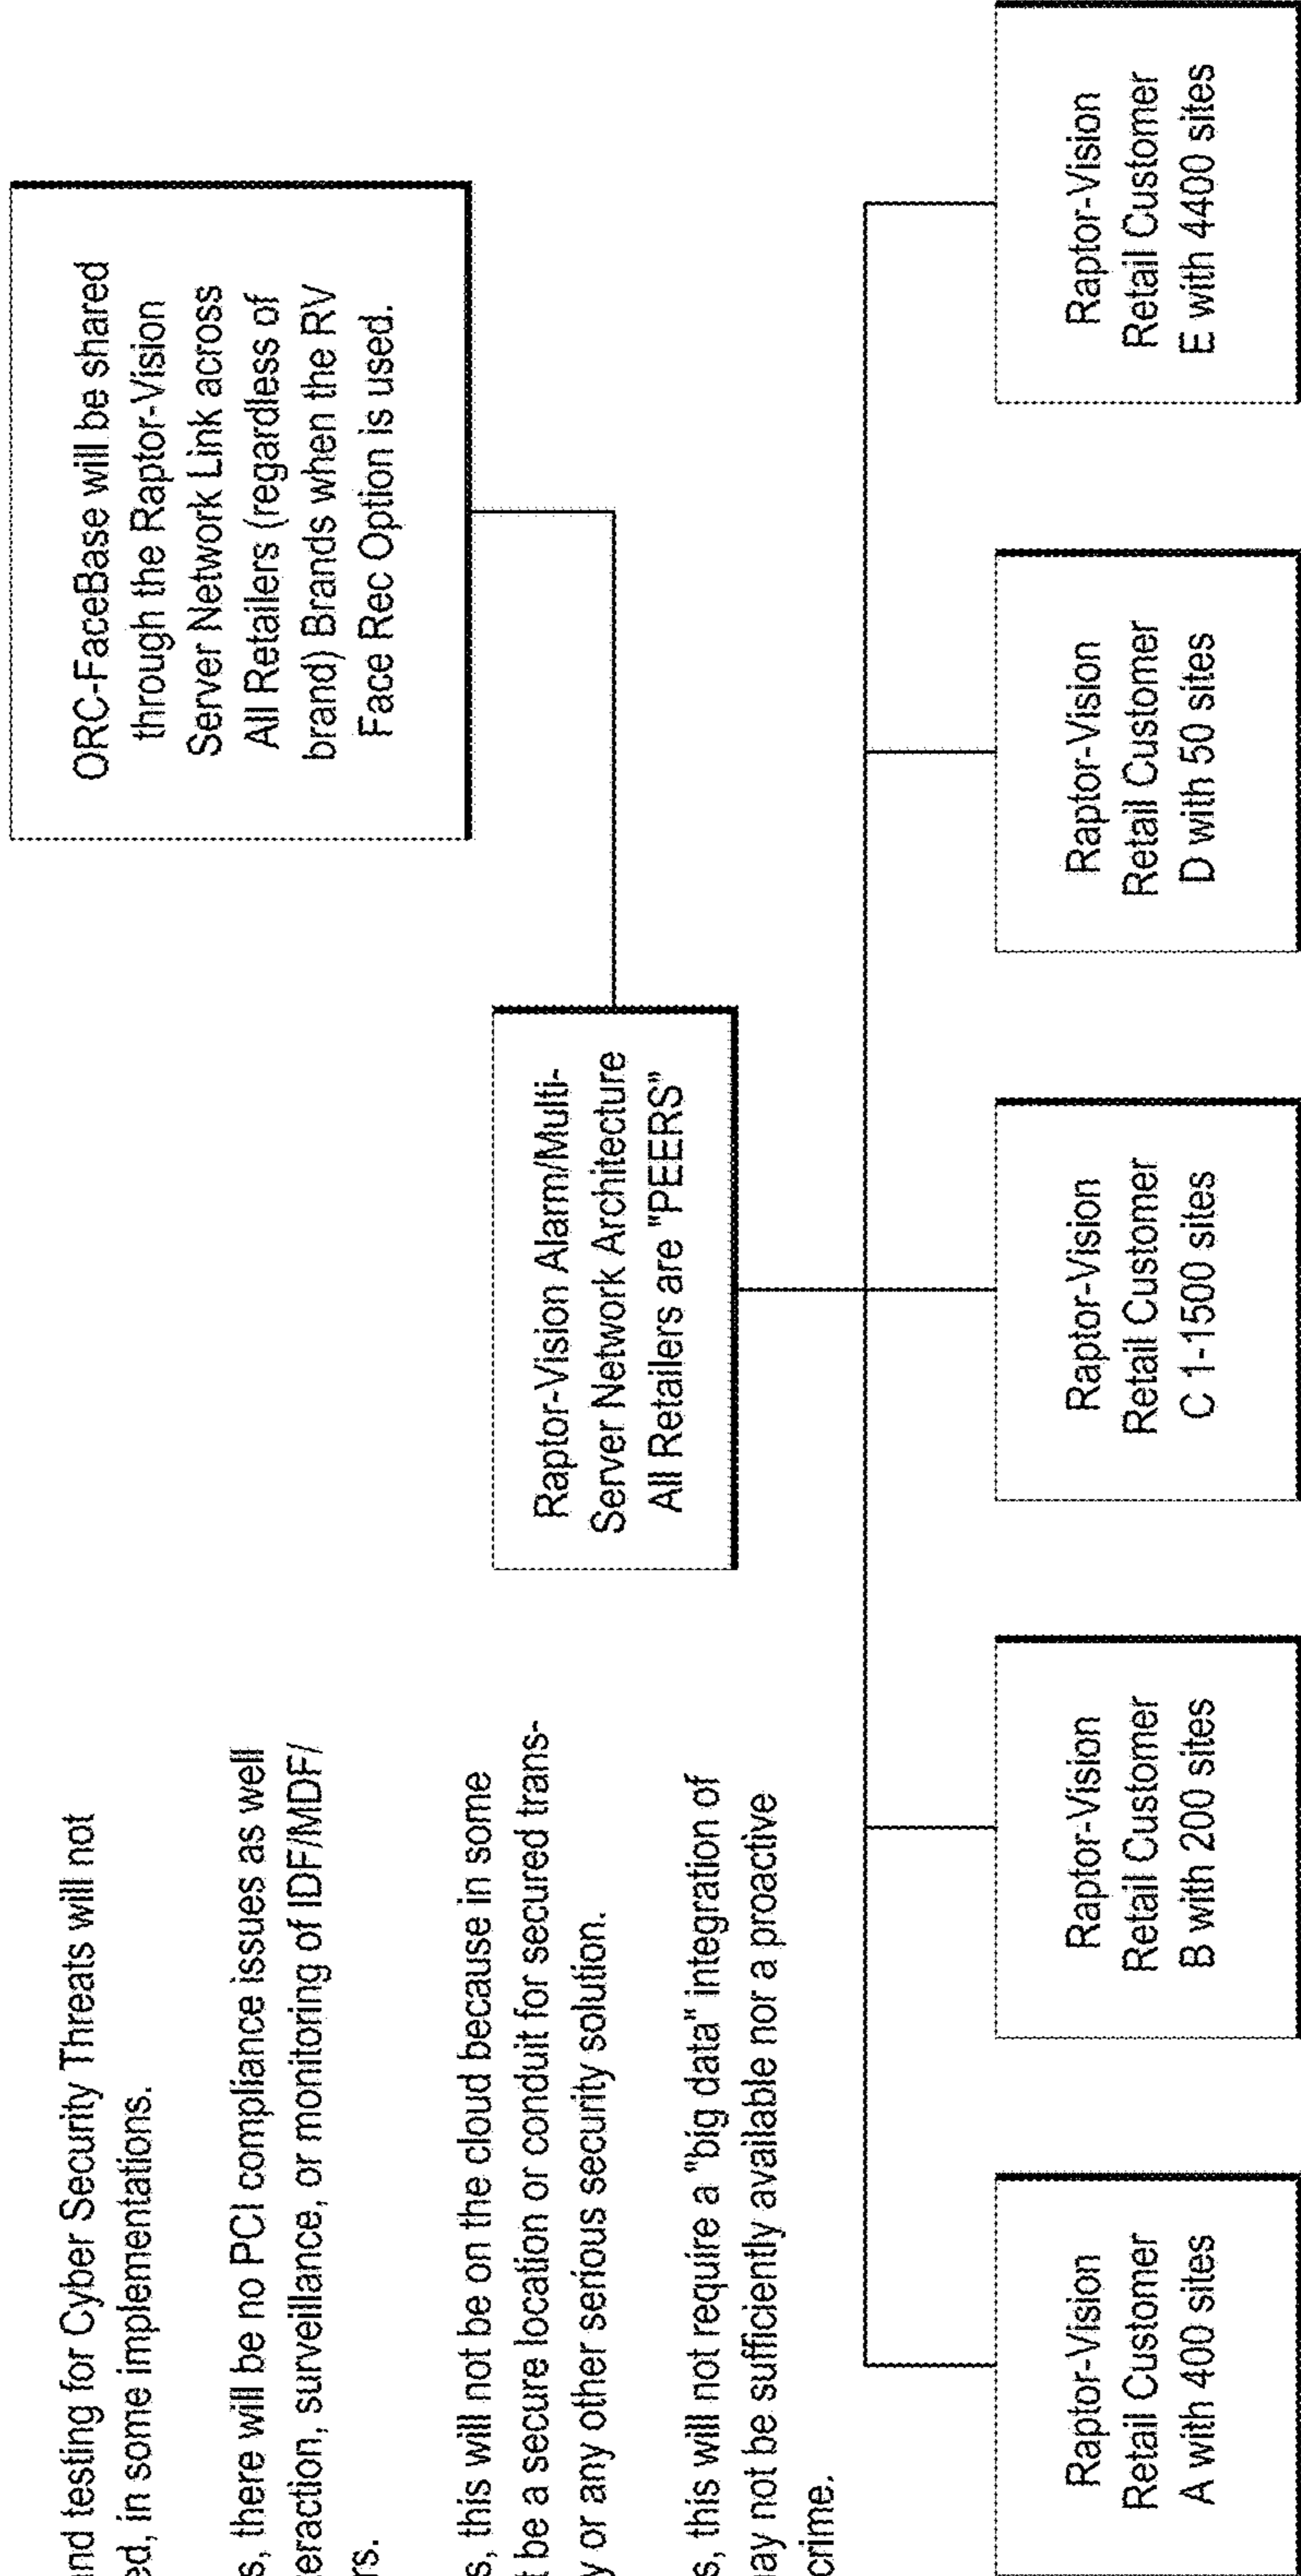 nd testing for Cyber Security Threats will not
ed, in some implementations.
s, there will be no PCI compliance issues as well
eraction, surveillance, or monitoring of IDF/MDF/
rs.
s, this will not be on the cloud because in some
t be a secure location or conduit for secured trans-
y or any other serious security solution.
s, this will not require a "big data" integration of
ay not be sufficiently available nor a proactive
crime.
ORC-FaceBase will be shared
through the Raptor-Vision
Server Network Link across
All Retailers (regardless of
brand) Brands when the RV
Face Rec Option is used.
Raptor-Vision Alarm/Multi-
Server Network Architecture
All Retailers are "PEERS"
Raptor-Vision
Retail Customer
A with 400 sites
Raptor-Vision
Retail Customer
B with 200 sites
Raptor-Vision
Retail Customer
C 1-1500 sites
Raptor-Vision
Retail Customer
D with 50 sites
Raptor-Vision
Retail Customer
E with 4400 sites